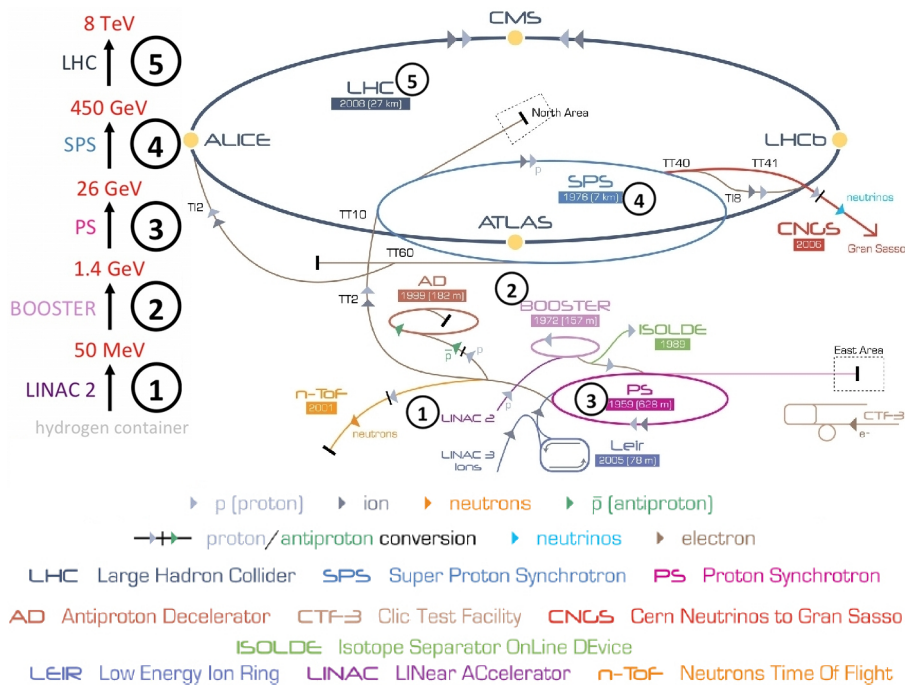 8 TeV
LHC
5
450 GeV
SPS
4
26 GeV
PS
3
1.4 GeV
BOOSTER
2
50 MeV
LINAC 2
1
hydrogen container
CMS
LHC
5
2008 (27 km)
North Area
ALICE
LHCb
TT40
TT41
SPS
1976 (7 km)
4
p
TI8
neutrinos
CNGS
2006
Gran Sasso
TI2
TT10
ATLAS
TT60
TT2
AD
1999 (182 m)
2
BOOSTER
1972 (157 m)
ISOLDE
1989
p
p̄
East Area
n-ToF
2001
neutrons
1
LINAC 2
p
3
PS
1959 (628 m)
CTF-3
e-
LINAC 3
Ions
Leir
2005 (78 m)
p (proton)
ion
neutrons
p̄ (antiproton)
proton/antiproton conversion
neutrinos
electron
LHC Large Hadron Collider
SPS Super Proton Synchrotron
PS Proton Synchrotron
AD Antiproton Decelerator
CTF-3 Clic Test Facility
CNGS Cern Neutrinos to Gran Sasso
ISOLDE Isotope Separator OnLine DEvice
LEIR Low Energy Ion Ring
LINAC LINear ACcelerator
n-ToF Neutrons Time Of Flight